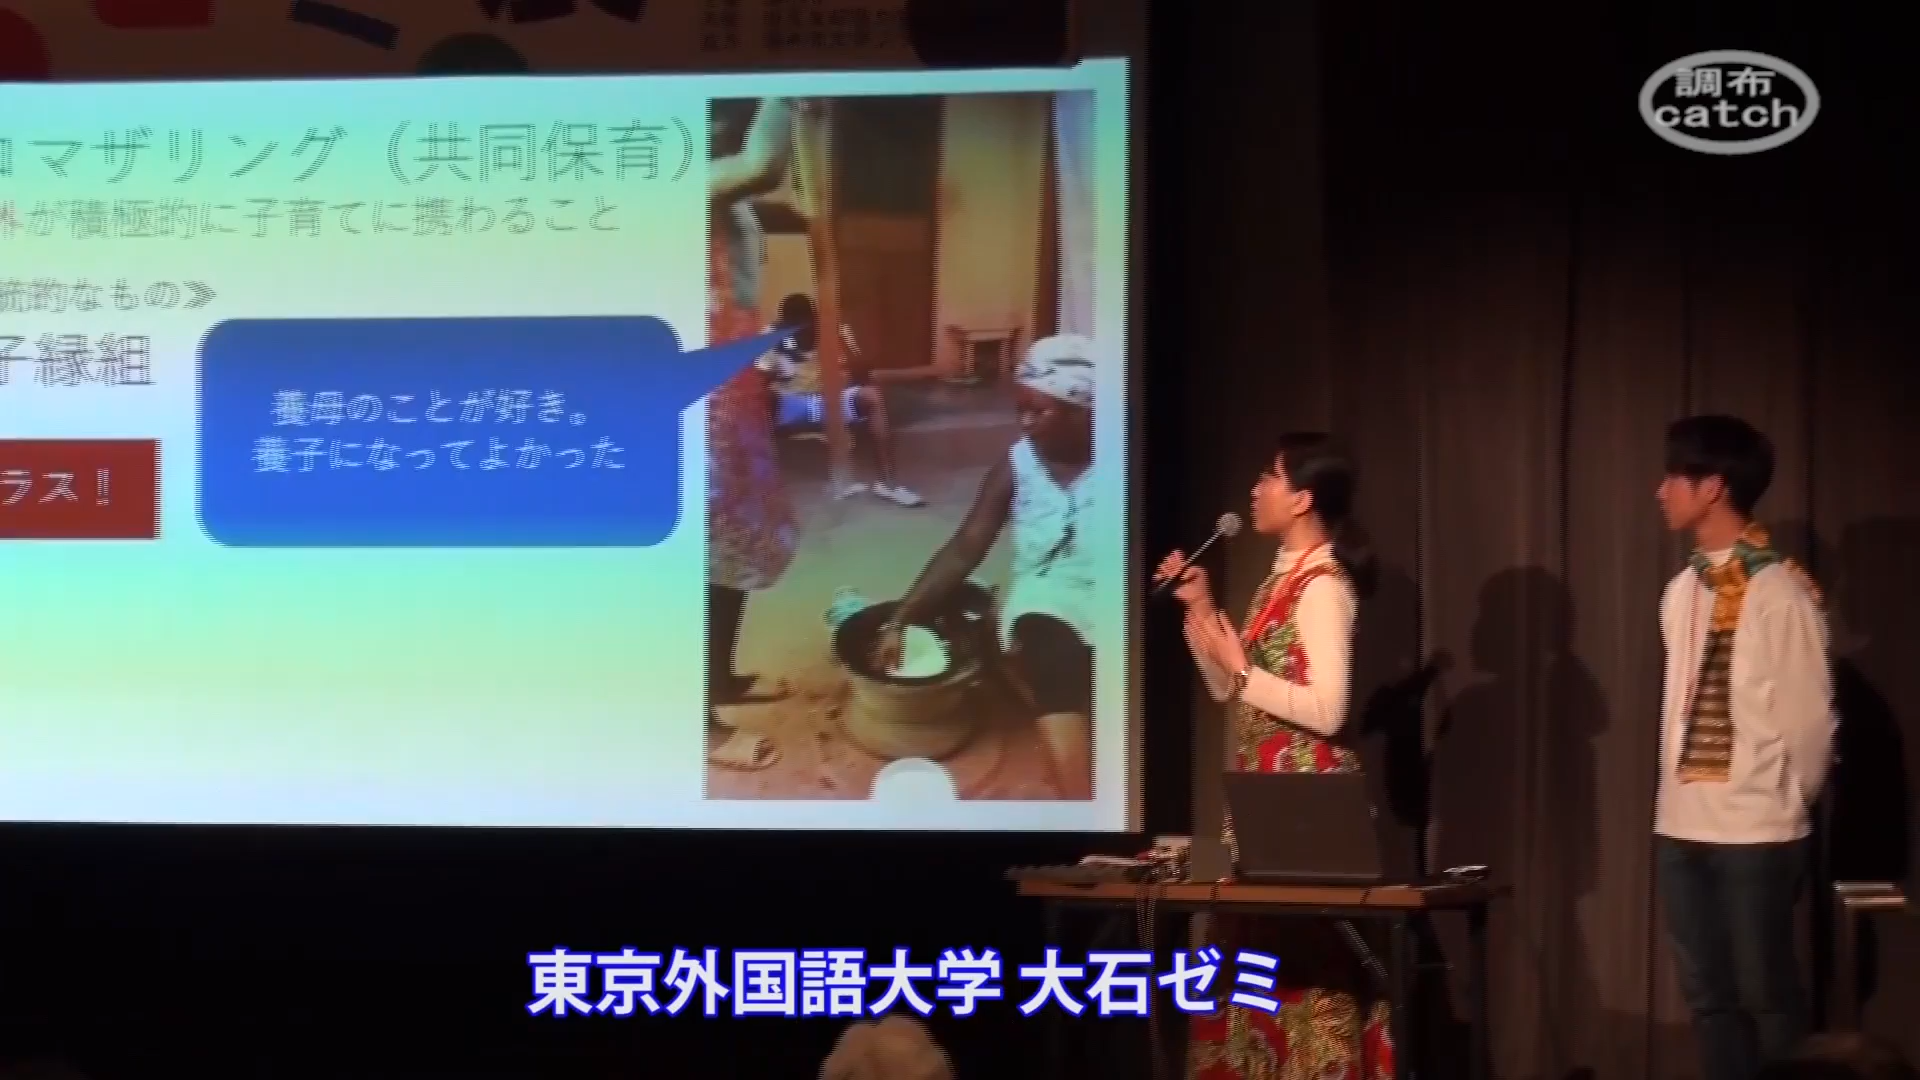 調布
catch
マザリング（共同保育）
が積極的に子育てに携わること
統的なもの≫
子縁組
養母のことが好き。
養子になってよかった
ラス！
東京外国語大学 大石ゼミ